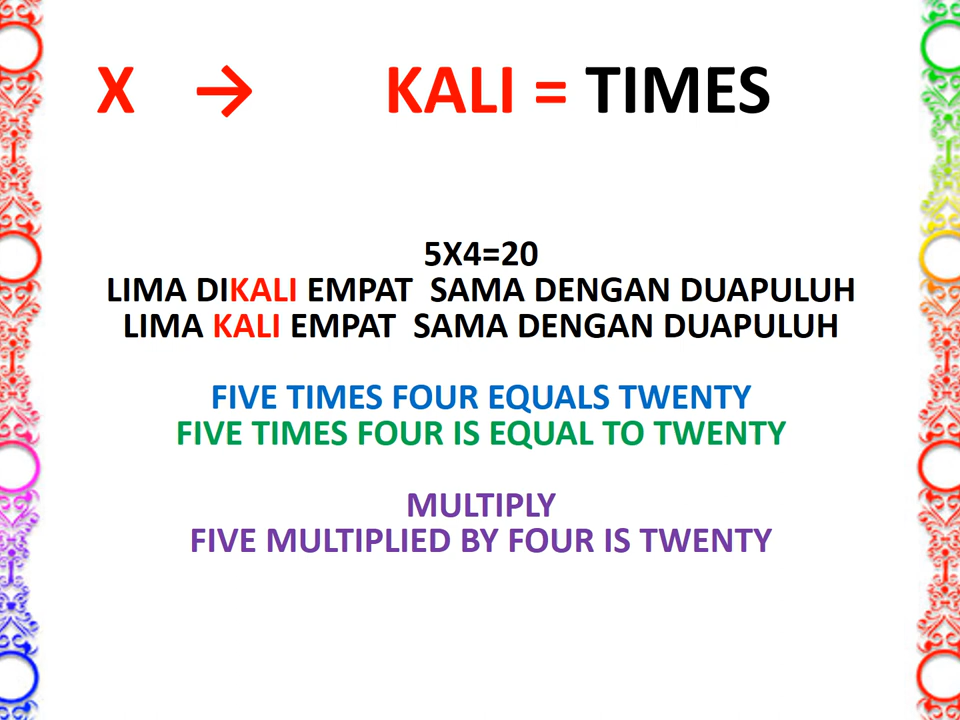 X → KALI = TIMES
5X4=20
LIMA DIKALI EMPAT SAMA DENGAN DUAPULUH
LIMA KALI EMPAT SAMA DENGAN DUAPULUH
FIVE TIMES FOUR EQUALS TWENTY
FIVE TIMES FOUR IS EQUAL TO TWENTY
MULTIPLY
FIVE MULTIPLIED BY FOUR IS TWENTY